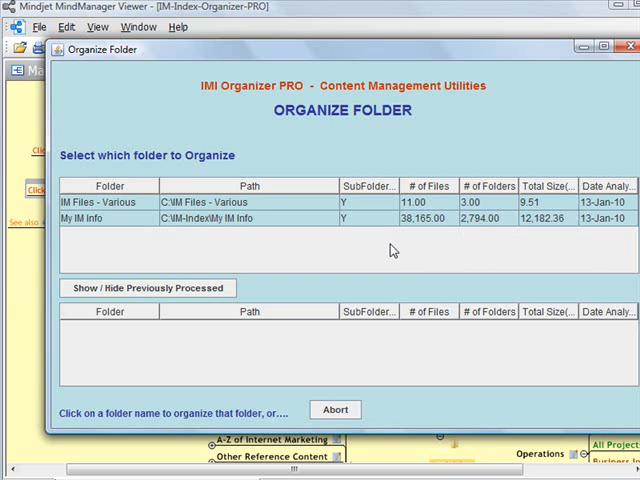 Mindjet MindManager Viewer - [IM-Index-Organizer-PRO]
File Edit View Window Help
Organize Folder
Ma
IMI Organizer PRO - Content Management Utilities
ORGANIZE FOLDER
Clic
Select which folder to Organize
Folder Path SubFolder... # of Files # of Folders Total Size(... Date Analy...
Click
IM Files - Various C:\IM Files - Various Y 11.00 3.00 9.51 13-Jan-10
My IM Info C:\IM-Index\My IM Info Y 38,165.00 2,794.00 12,182.36 13-Jan-10
See also
Show / Hide Previously Processed
Folder Path SubFolder... # of Files # of Folders Total Size(... Date Analy...
Click on a folder name to organize that folder, or.... Abort
A-Z of Internet Marketing
All Project
Operations
Other Reference Content
Business In